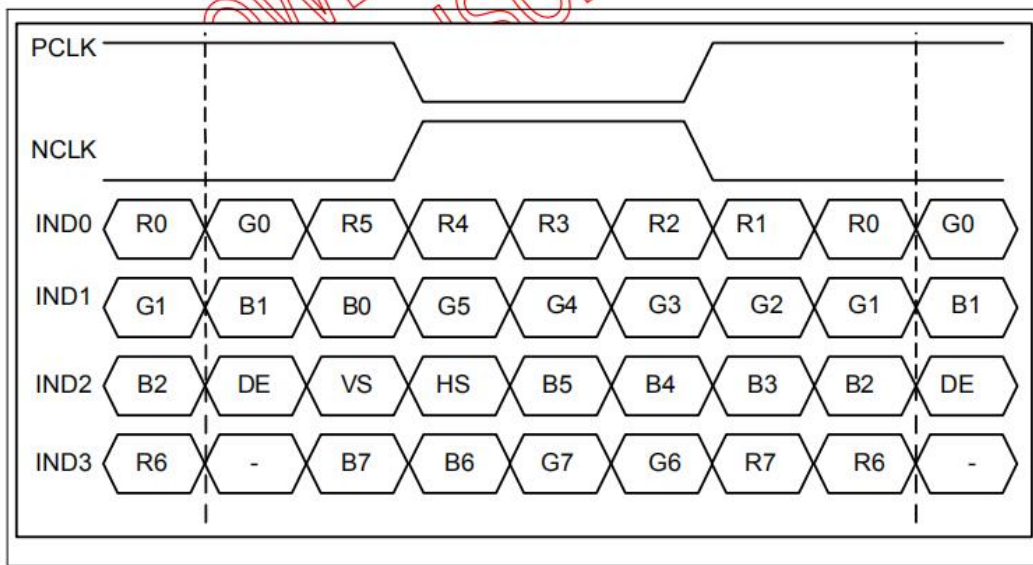 PCLK
NCLK
IND0 R0 G0 R5 R4 R3 R2 R1 R0 G0
IND1 G1 B1 B0 G5 G4 G3 G2 G1 B1
IND2 B2 DE VS HS B5 B4 B3 B2 DE
IND3 R6 - B7 B6 G7 G6 R7 R6 -